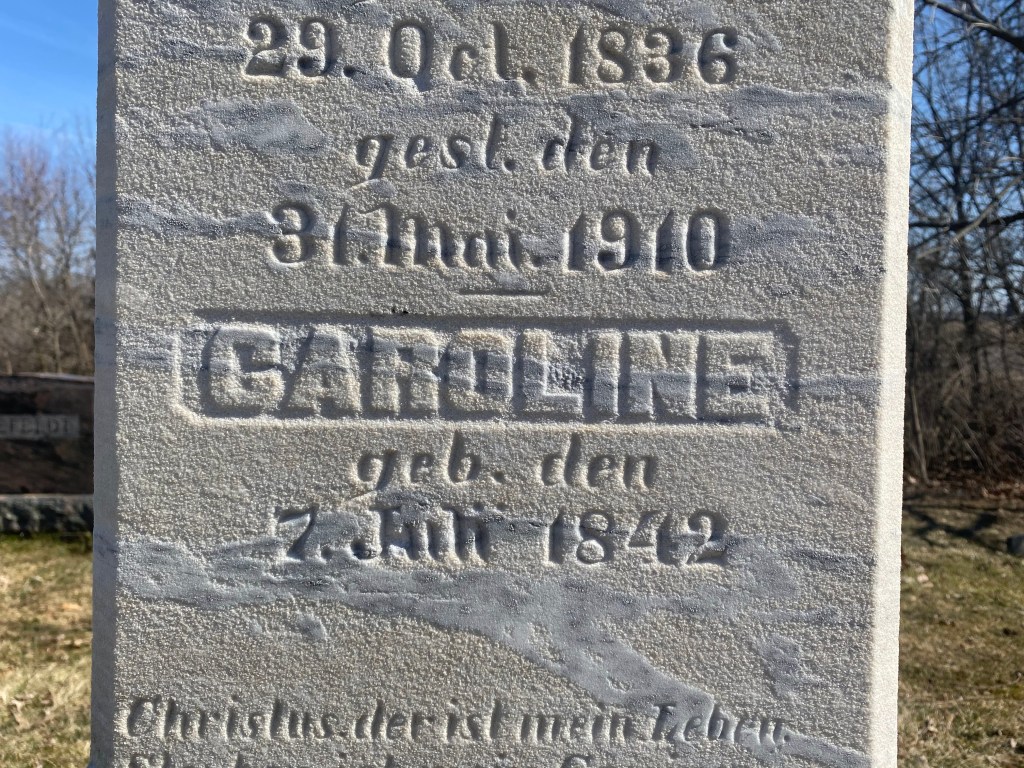 29. Oct. 1836
gest. den
31. Mai. 1910
CAROLINE
geb. den
7. Juli 1842
Christus, der ist mein Leben.